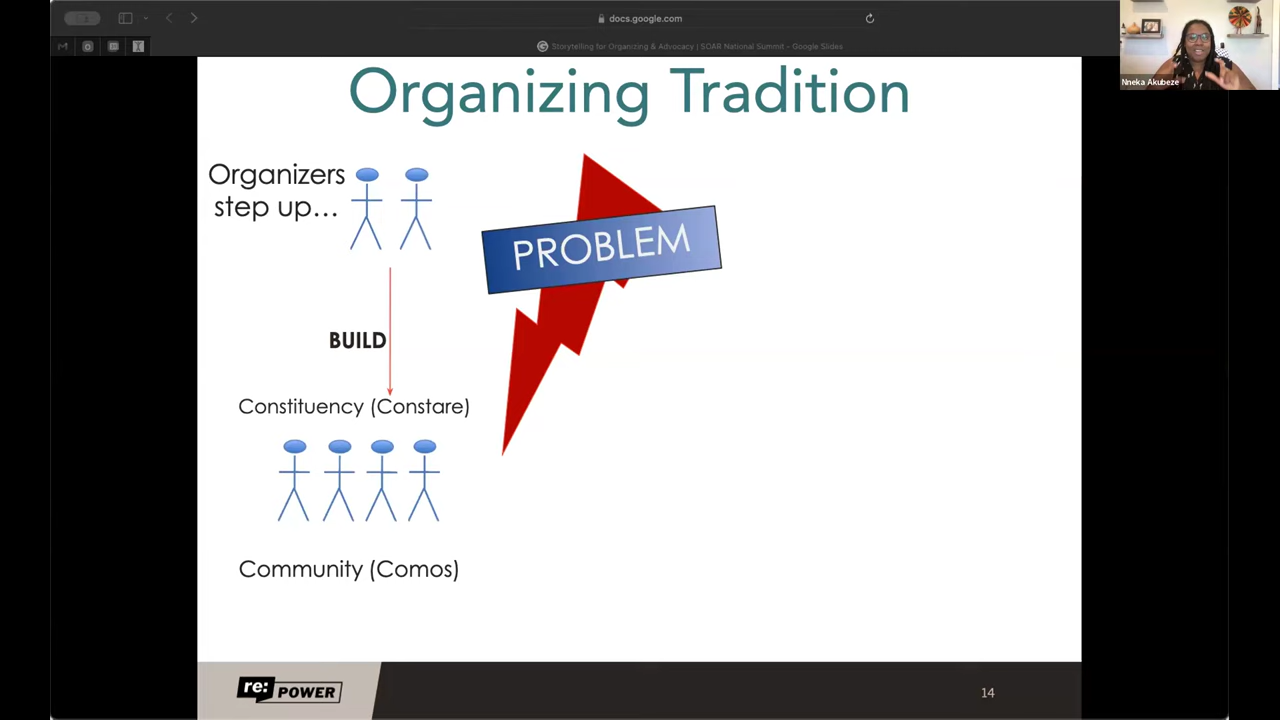 docs.google.com
Storytelling for Organizing & Advocacy | SOAR National Summit - Google Slides
Nneka Akubeze
Organizing Tradition
Organizers
step up…
PROBLEM
BUILD
Constituency (Constare)
Community (Comos)
re: POWER
14